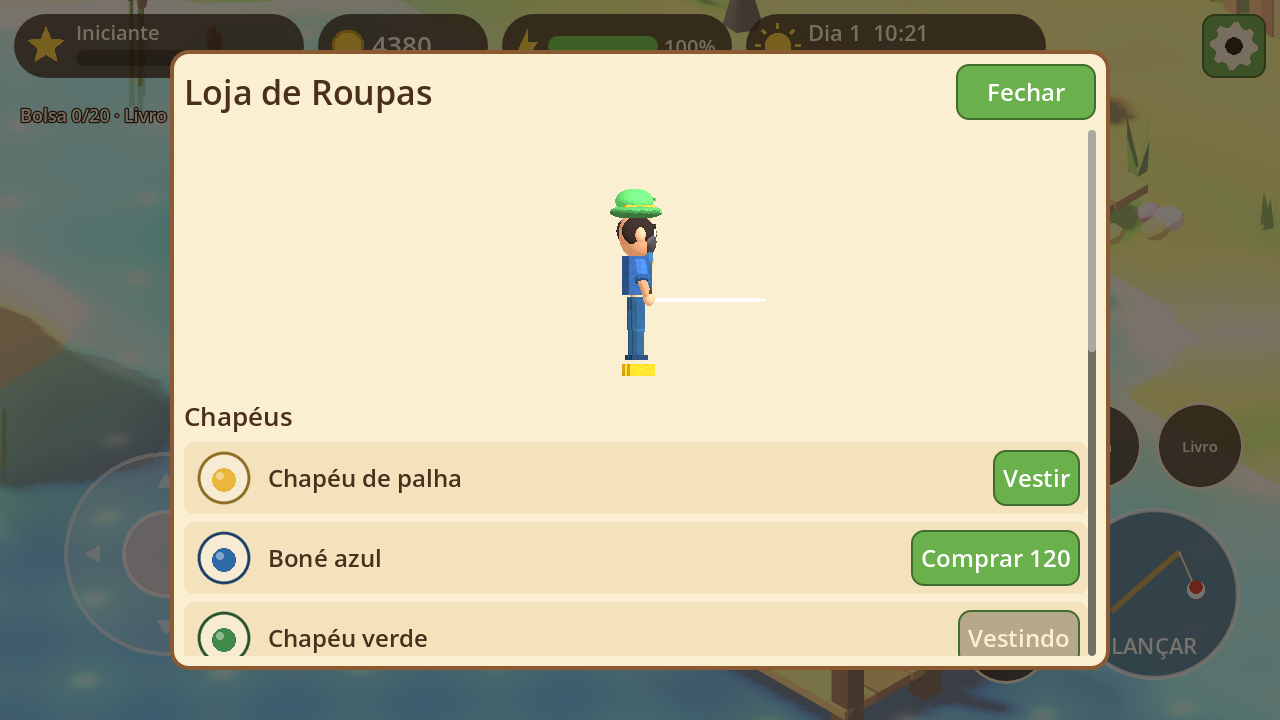 Iniciante
4380
100%
Dia 1 10:21
Bolsa 0/20 · Livro
Loja de Roupas
Fechar
Chapéus
Chapéu de palha
Vestir
Boné azul
Comprar 120
Chapéu verde
Vestindo
Livro
LANÇAR